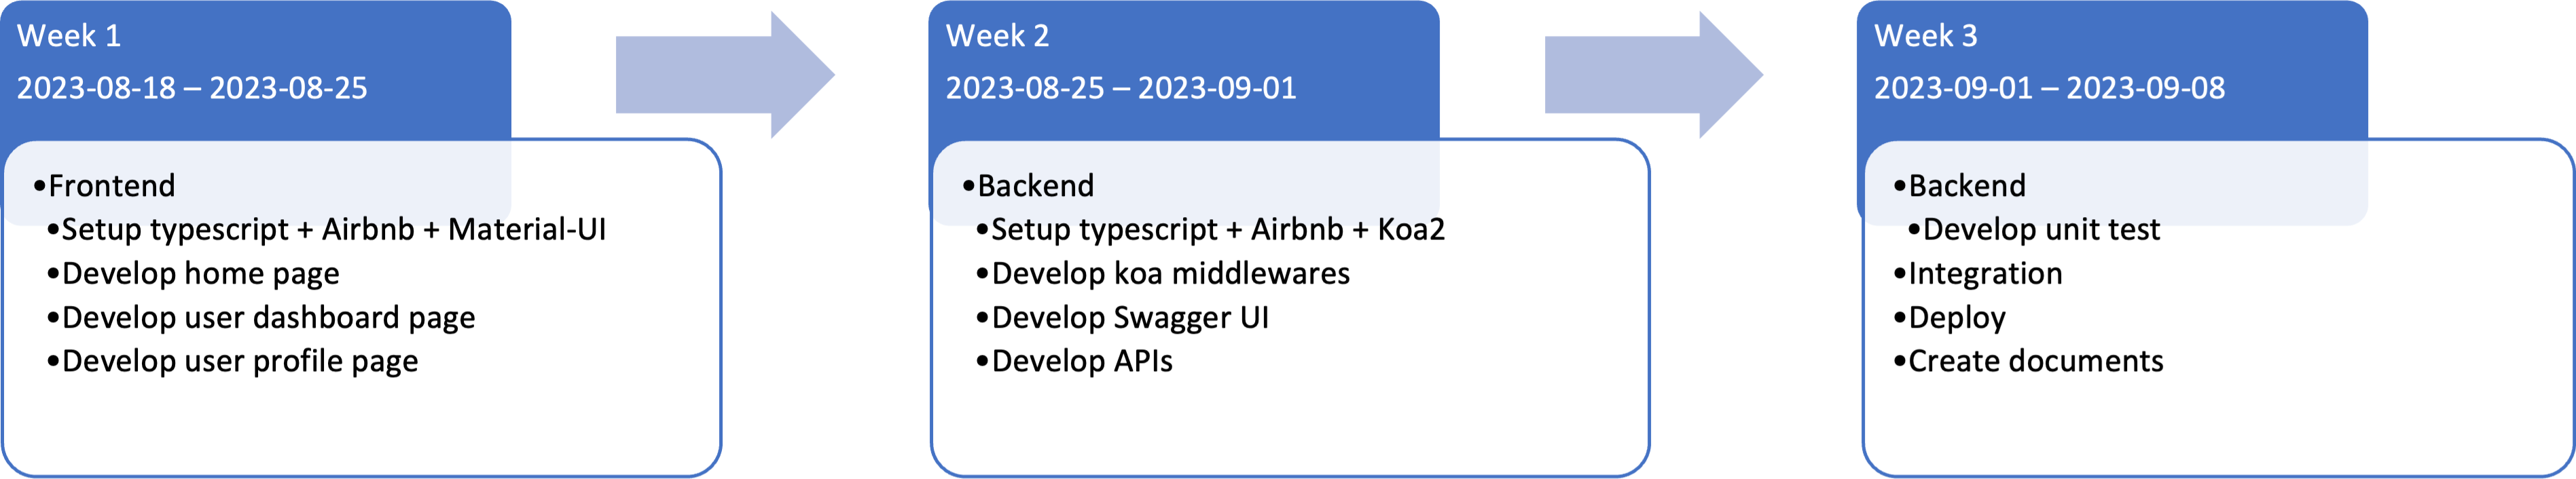 Week 1
2023-08-18 – 2023-08-25
•Frontend
•Setup typescript + Airbnb + Material-UI
•Develop home page
•Develop user dashboard page
•Develop user profile page
Week 2
2023-08-25 – 2023-09-01
•Backend
•Setup typescript + Airbnb + Koa2
•Develop koa middlewares
•Develop Swagger UI
•Develop APIs
Week 3
2023-09-01 – 2023-09-08
•Backend
•Develop unit test
•Integration
•Deploy
•Create documents